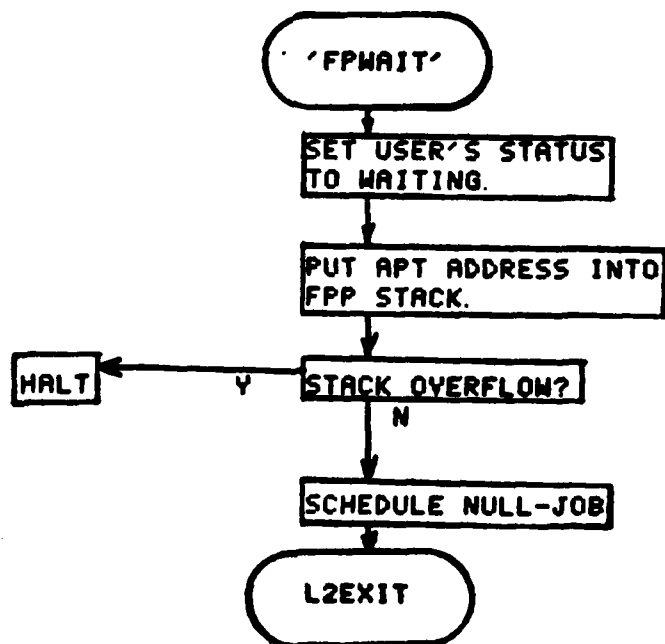 'FPWAIT'
SET USER'S STATUS
TO WAITING.
PUT APT ADDRESS INTO
FPP STACK.
HALT
Y
STACK OVERFLOW?
N
SCHEDULE NULL-JOB
L2EXIT